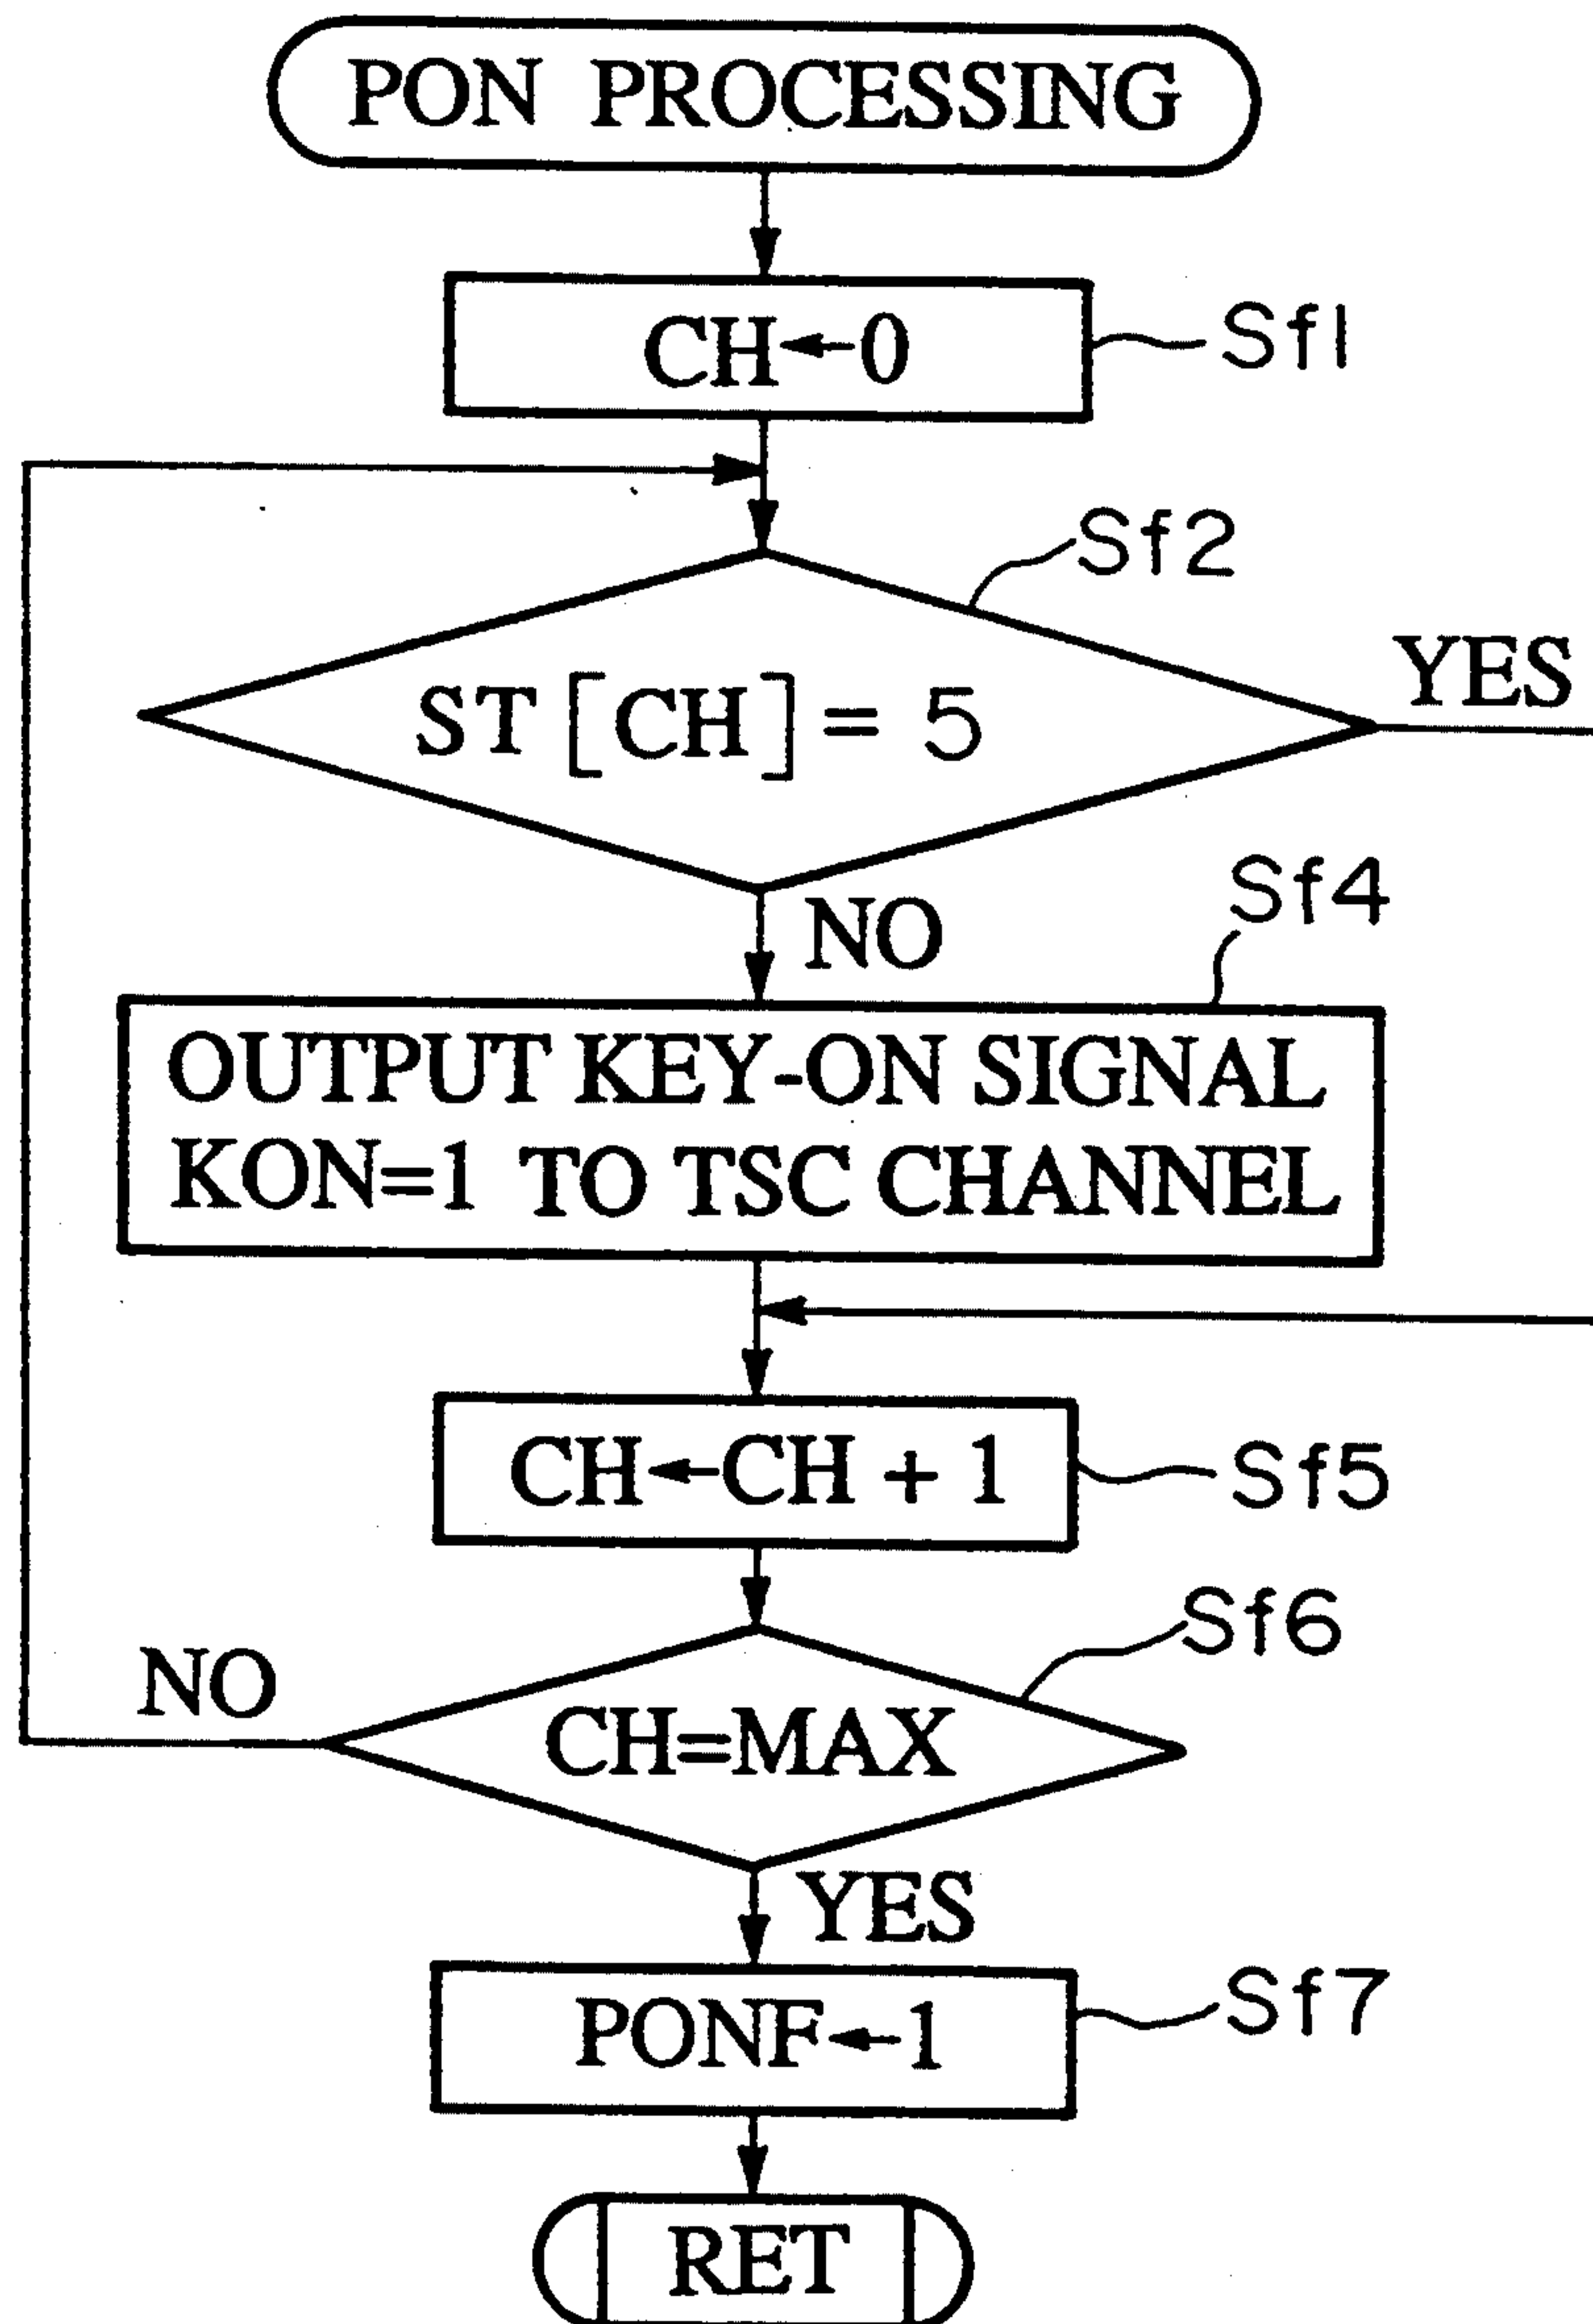 PON PROCESSING
CH←0
Sf1
Sf2
ST [CH] = 5
YES
NO
Sf4
OUTPUT KEY-ON SIGNAL
KON=1 TO TSC CHANNEL
CH←CH + 1
Sf5
Sf6
NO
CH=MAX
YES
PONF←1
Sf7
RET